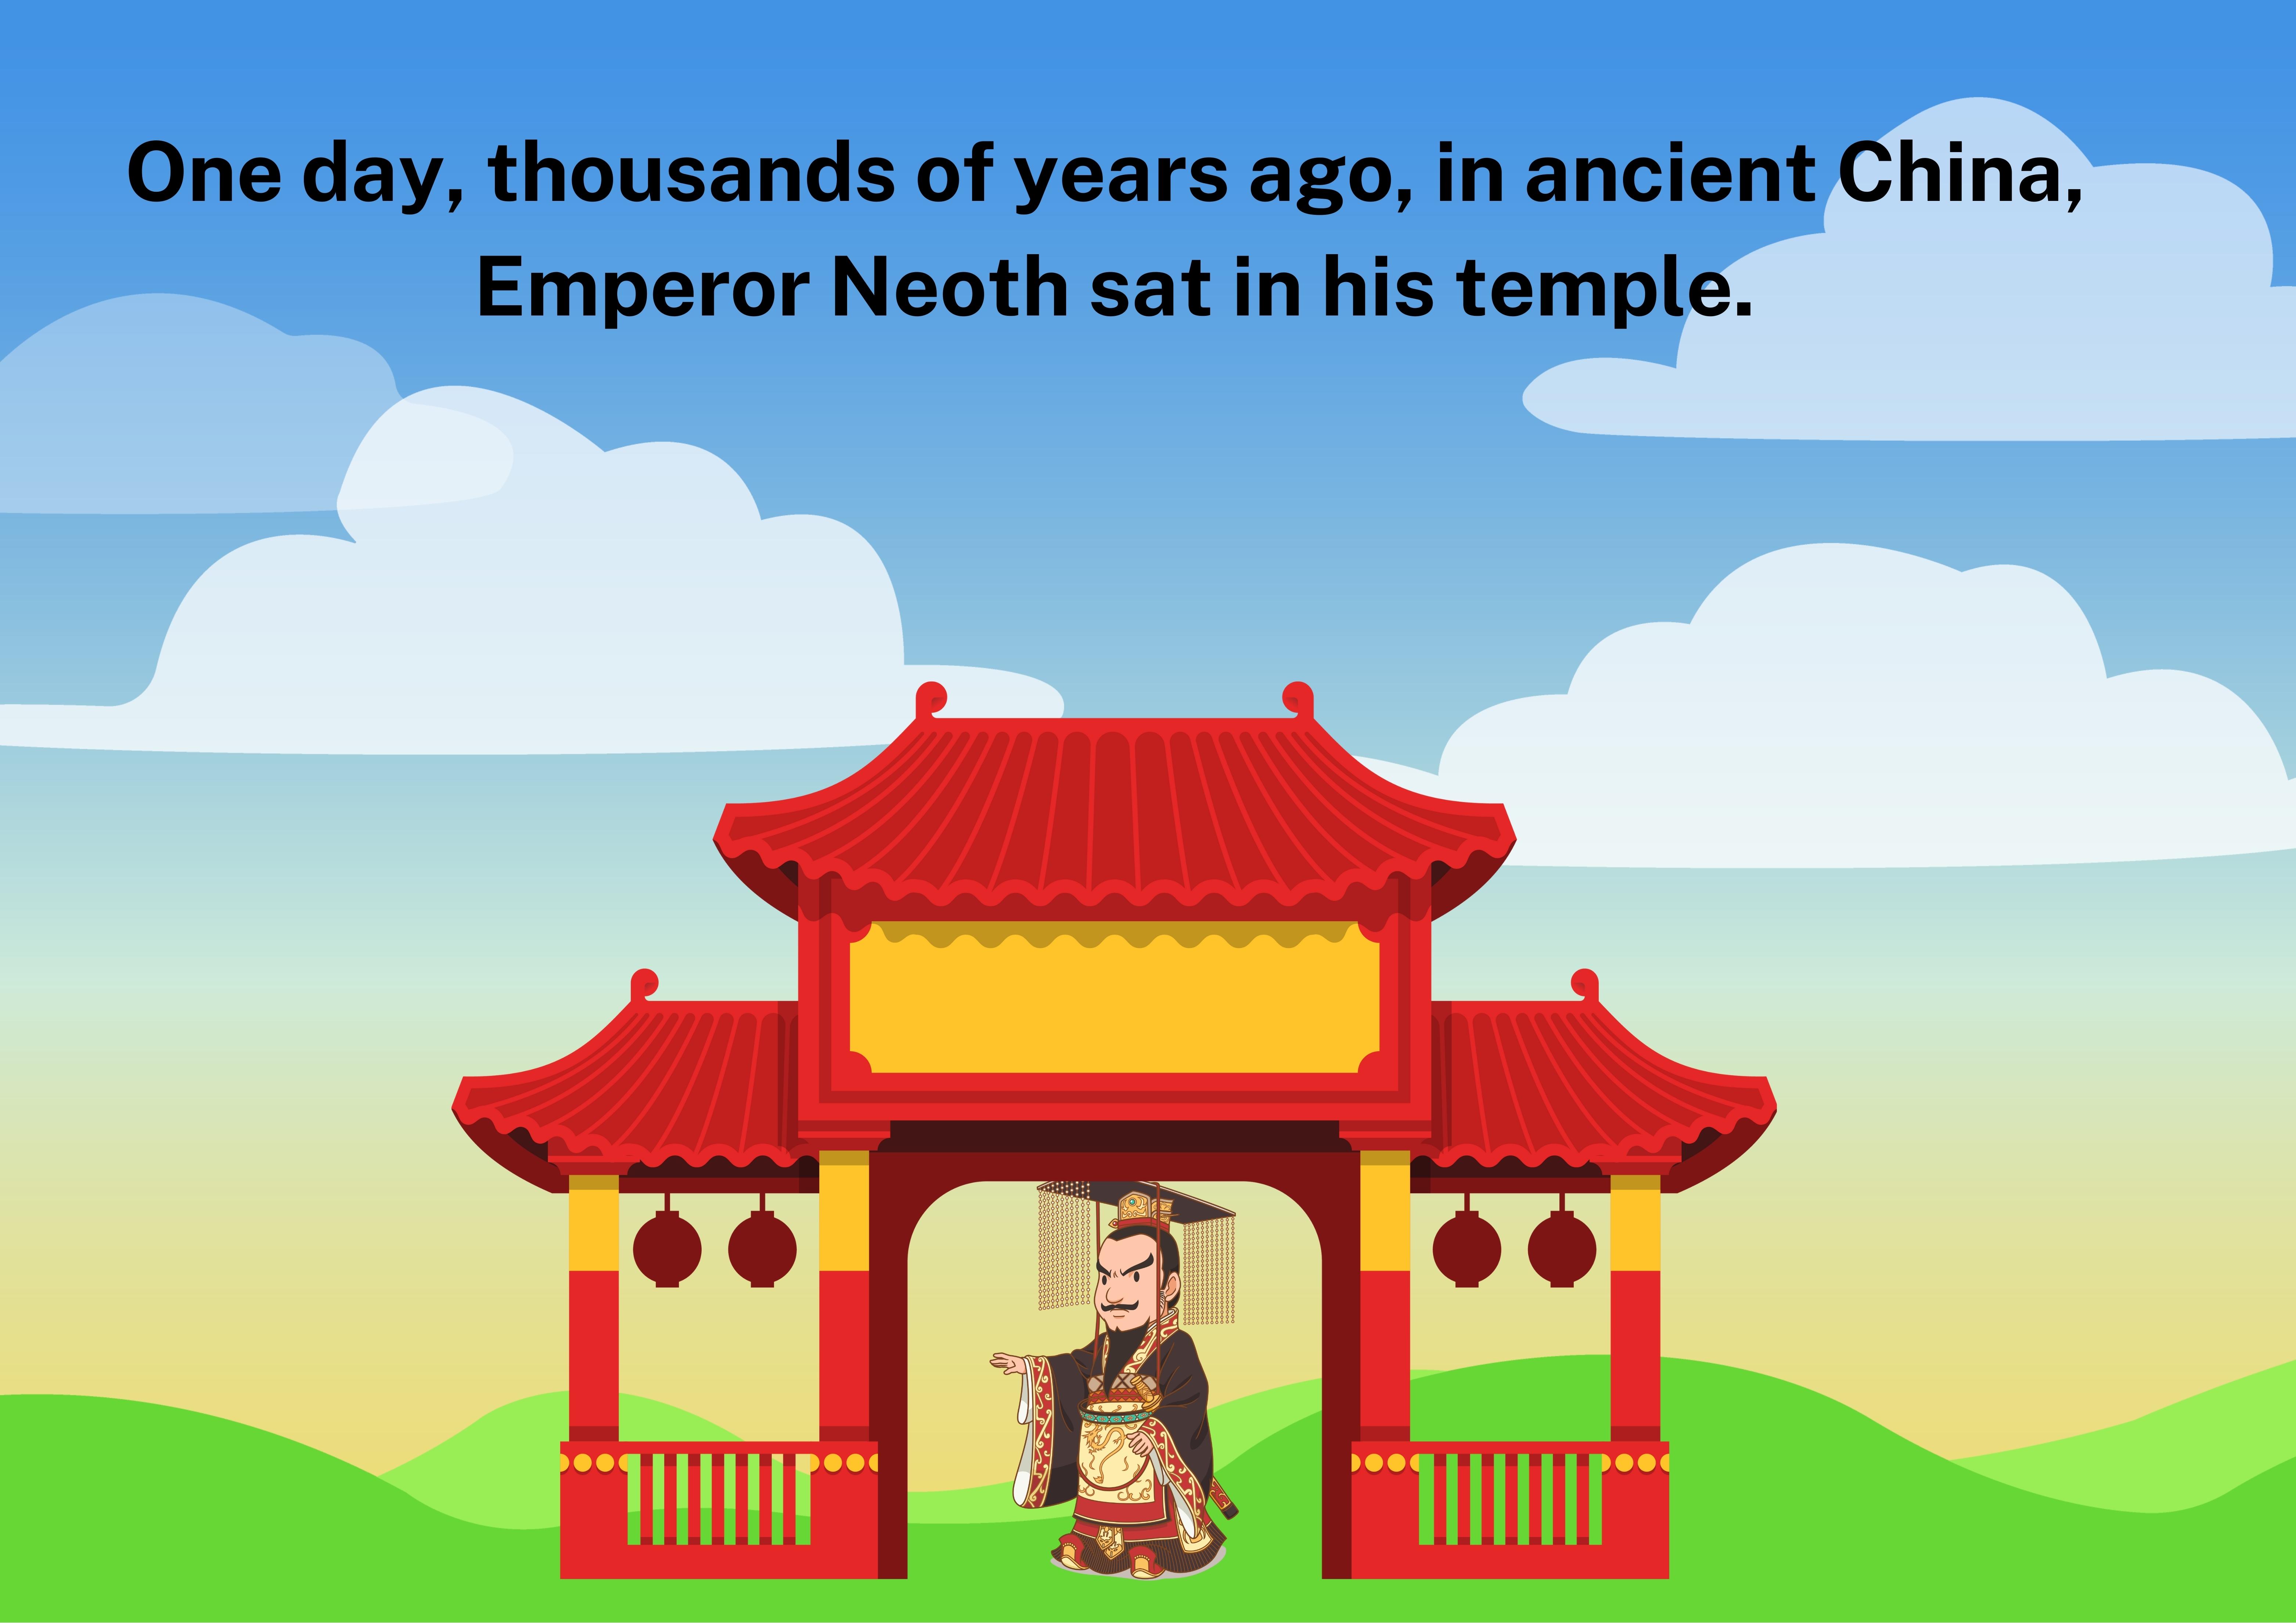 One day, thousands of years ago, in ancient China,
Emperor Neoth sat in his temple.